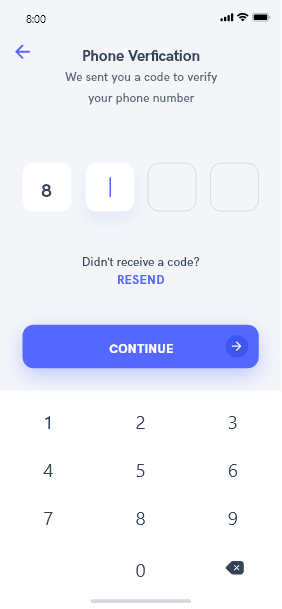 8:00
Phone Verfication
We sent you a code to verify
your phone number
8
Didn't receive a code?
RESEND
CONTINUE
1 2 3
4 5 6
7 8 9
0